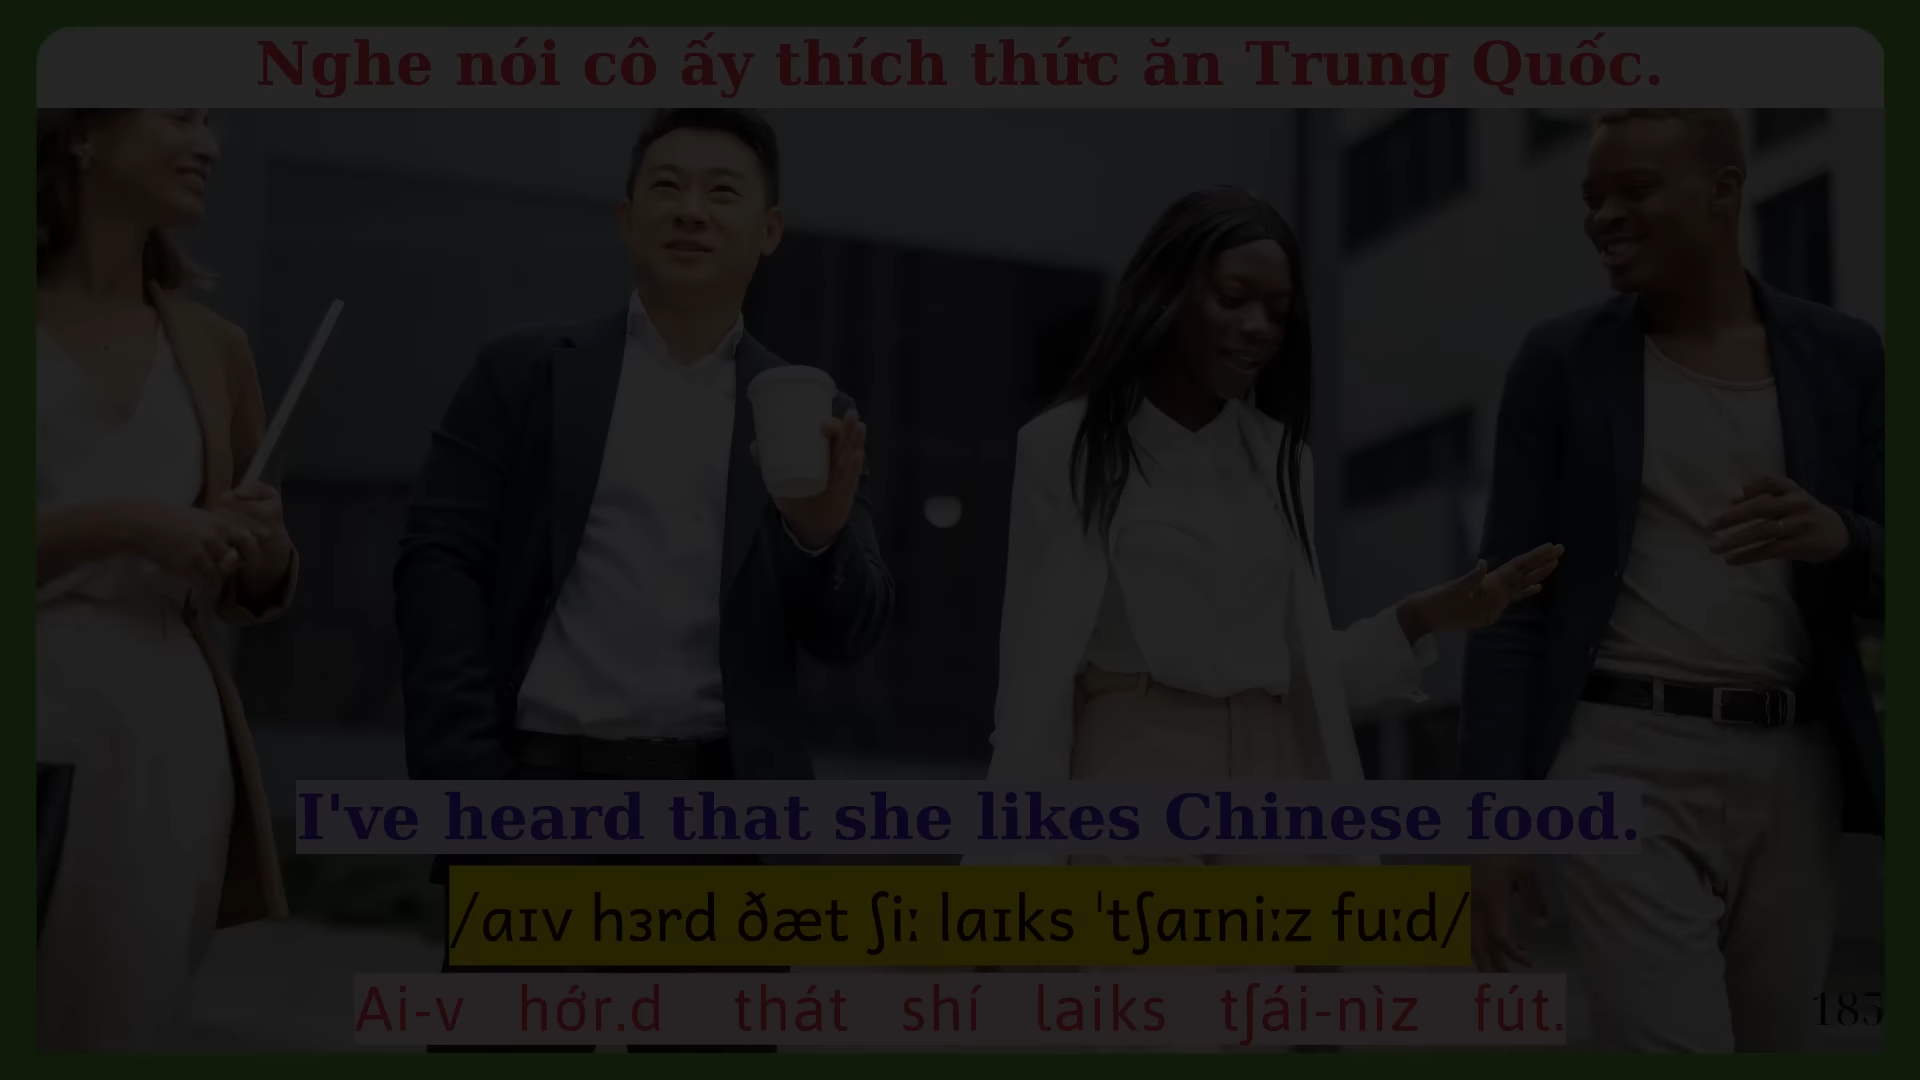 Nghe nói cô ấy thích thức ăn Trung Quốc.
I've heard that she likes Chinese food.
/aɪv hɜrd ðæt ʃiː laɪks ˈtʃaɪniːz fuːd/
Ai-v hớr.d thát shí laiks tʃái-nìz fút.
185